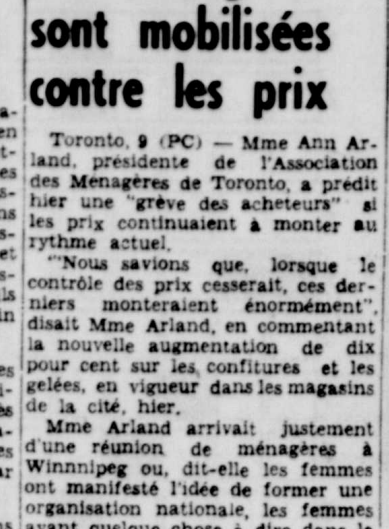 sont mobilisées
contre les prix
Toronto, 9 (PC) — Mme Ann Ar-
land, présidente de l'Association
des Ménagères de Toronto, a prédit
hier une "grève des acheteurs" si
les prix continuaient à monter au
rythme actuel.
"Nous savions que, lorsque le
contrôle des prix cesserait, ces der-
niers monteraient énormément",
disait Mme Arland, en commentant
la nouvelle augmentation de dix
pour cent sur les confitures et les
gelées, en vigueur dans les magasins
de la cité, hier.
Mme Arland arrivait justement
d'une réunion de ménagères à
Winnnipeg ou, dit-elle les femmes
ont manifesté l'idée de former une
organisation nationale, les femmes